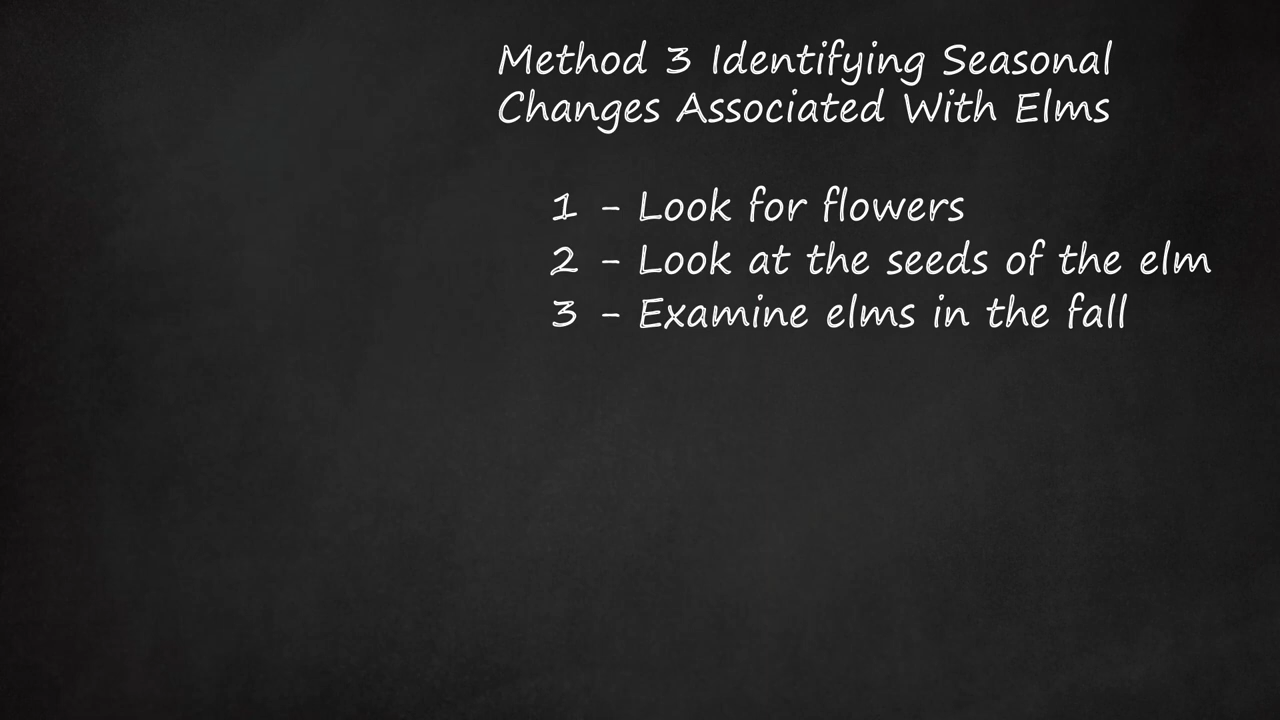 Method 3 Identifying Seasonal
Changes Associated With Elms
1 - Look for flowers
2 - Look at the seeds of the elm
3 - Examine elms in the fall